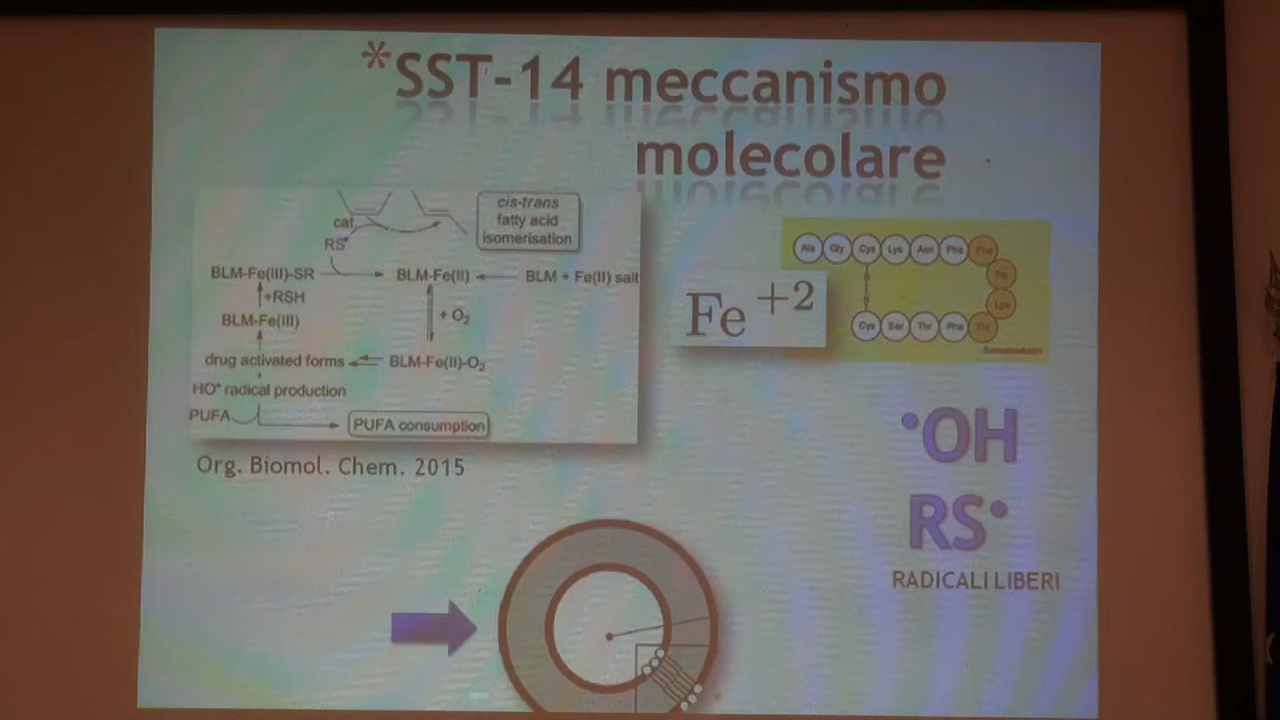 *SST-14 meccanismo
molecolare
cis-trans
fatty acid
isomerisation
cat
RS•
BLM-Fe(III)-SR
BLM-Fe(II)
BLM + Fe(II) salt
+RSH
+ O₂
BLM-Fe(III)
drug activated forms
BLM-Fe(II)-O₂
HO• radical production
PUFA
PUFA consumption
Org. Biomol. Chem. 2015
Fe⁺²
Ala Gly Cys Lys Asn Phe Phe
Trp
S
S
Lys
Cys Ser Thr Phe Thr
Somatostatin
•OH
RS•
RADICALI LIBERI